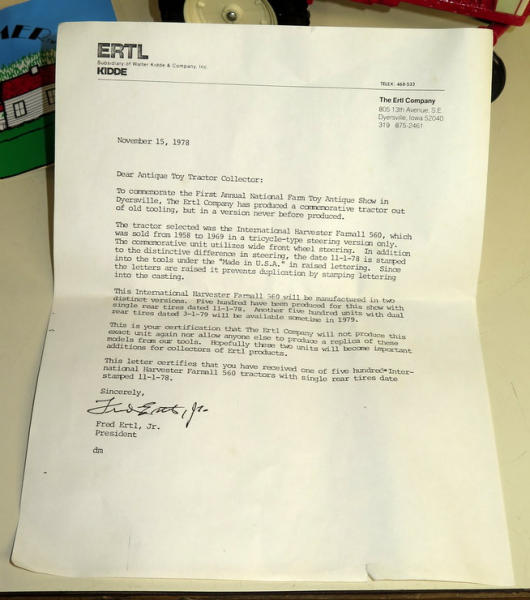 ERTL
Subsidiary of Walter Kidde & Company, Inc.
KIDDE
TELEX: 468-532
The Ertl Company
805 13th Avenue, S.E.
Dyersville, Iowa 52040
319 875-2461
November 15, 1978
Dear Antique Toy Tractor Collector:
To commemorate the First Annual National Farm Toy Antique Show in
Dyersville, The Ertl Company has produced a commemorative tractor out
of old tooling, but in a version never before produced.
The tractor selected was the International Harvester Farmall 560, which
was sold from 1958 to 1969 in a tricycle-type steering version only.
The commemorative unit utilizes wide front wheel steering. In addition
to the distinctive difference in steering, the date 11-1-78 is stamped
into the tools under the "Made in U.S.A." in raised lettering. Since
the letters are raised it prevents duplication by stamping lettering
into the casting.
This International Harvester Farmall 560 will be manufactured in two
distinct versions. Five hundred have been produced for this show with
single rear tires dated 11-1-78. Another five hundred units with dual
rear tires dated 3-1-79 will be available sometime in 1979.
This is your certification that The Ertl Company will not produce this
exact unit again nor allow anyone else to produce a replica of these
models from our tools. Hopefully these two units will become important
additions for collectors of Ertl products.
This letter certifies that you have received one of five hundred Inter-
national Harvester Farmall 560 tractors with single rear tires date
stamped 11-1-78.
Sincerely,
Fred Ertl, Jr.
Fred Ertl, Jr.
President
dm